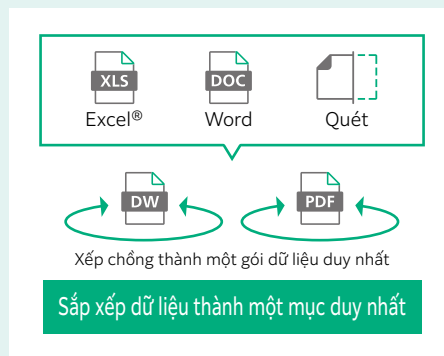 XLS DOC
Excel® Word Quét
DW PDF
Xếp chồng thành một gói dữ liệu duy nhất
Sắp xếp dữ liệu thành một mục duy nhất